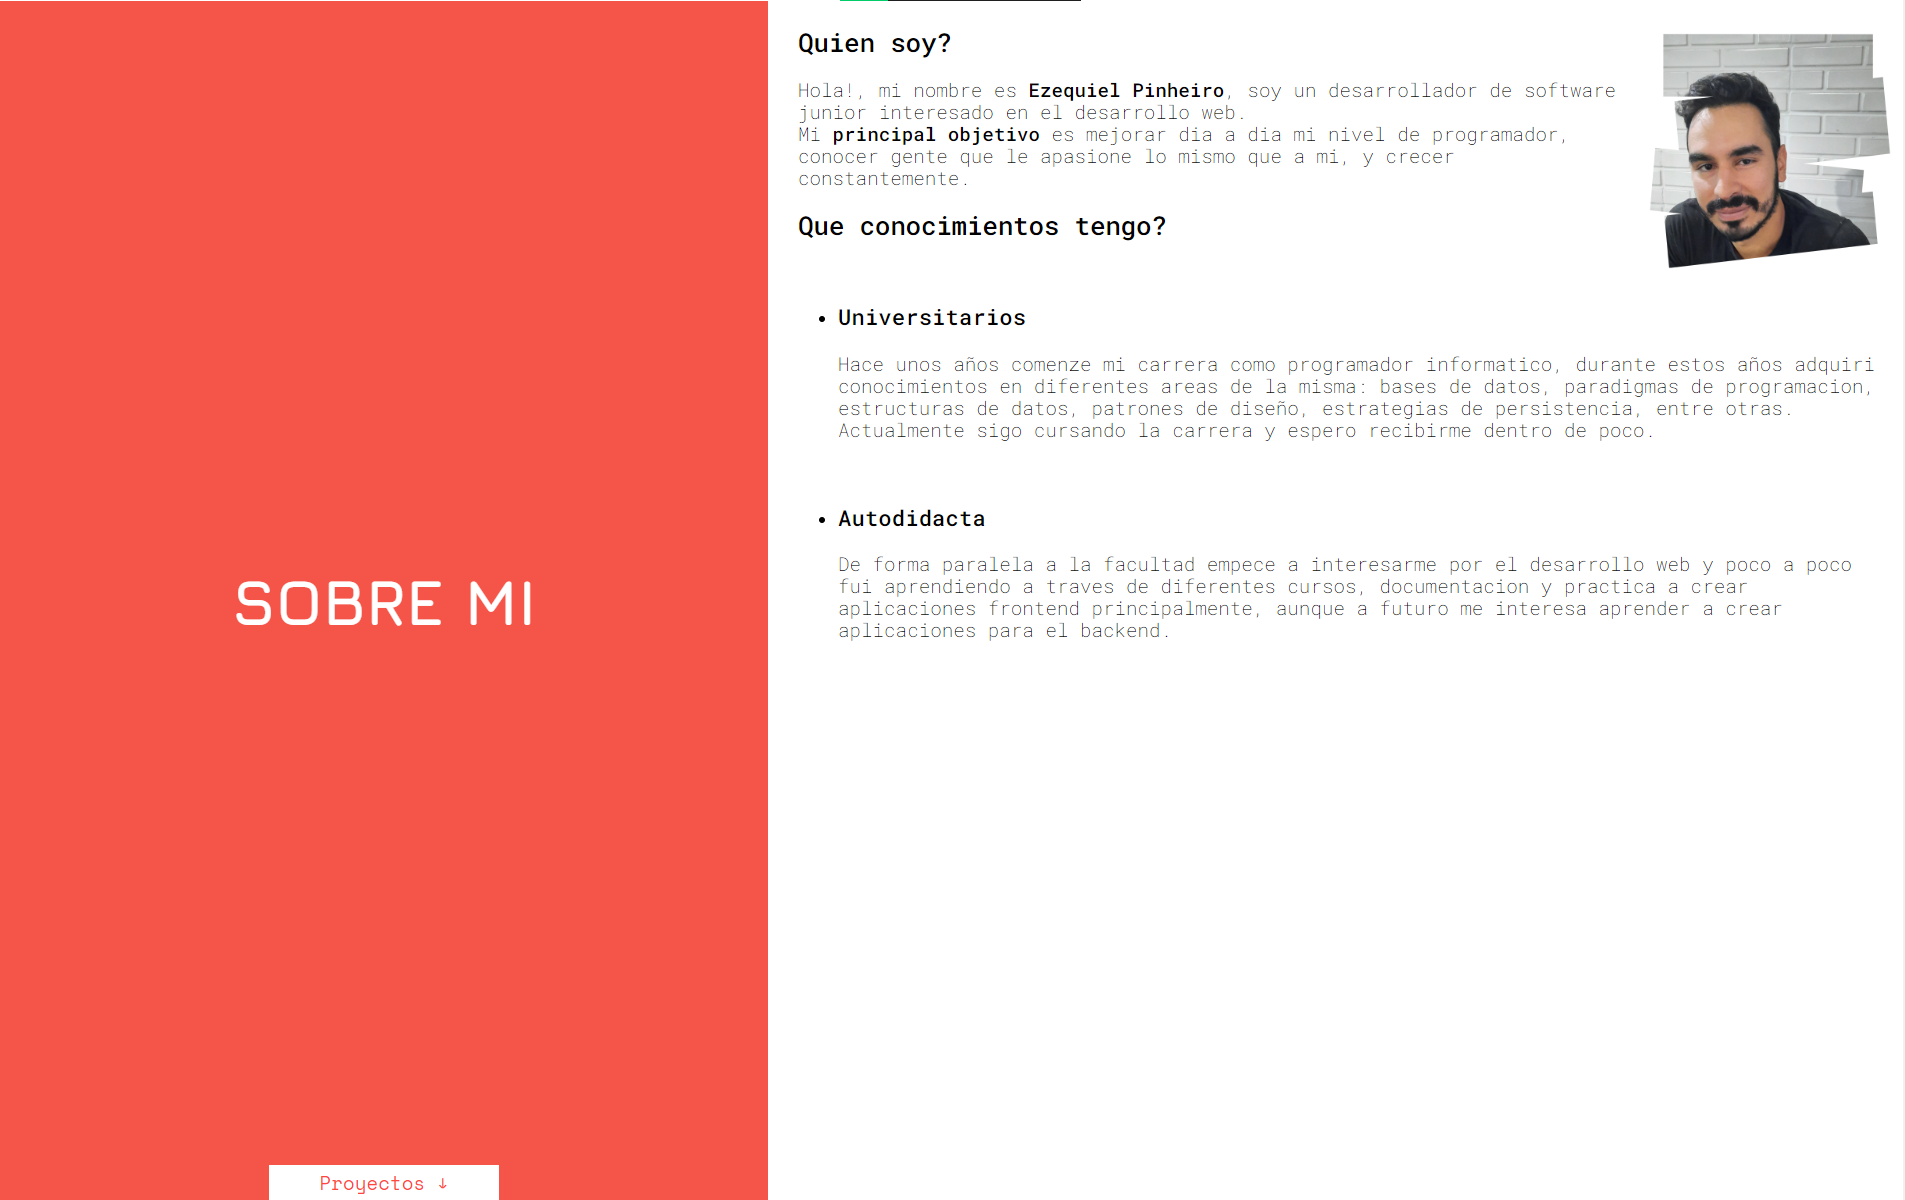 SOBRE MI
Proyectos ↓
Quien soy?
Hola!, mi nombre es Ezequiel Pinheiro, soy un desarrollador de software
junior interesado en el desarrollo web.
Mi principal objetivo es mejorar dia a dia mi nivel de programador,
conocer gente que le apasione lo mismo que a mi, y crecer
constantemente.
Que conocimientos tengo?
• Universitarios
Hace unos años comenze mi carrera como programador informatico, durante estos años adquiri
conocimientos en diferentes areas de la misma: bases de datos, paradigmas de programacion,
estructuras de datos, patrones de diseño, estrategias de persistencia, entre otras.
Actualmente sigo cursando la carrera y espero recibirme dentro de poco.
• Autodidacta
De forma paralela a la facultad empece a interesarme por el desarrollo web y poco a poco
fui aprendiendo a traves de diferentes cursos, documentacion y practica a crear
aplicaciones frontend principalmente, aunque a futuro me interesa aprender a crear
aplicaciones para el backend.